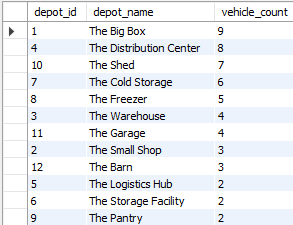 depot_id depot_name vehicle_count
1 The Big Box 9
4 The Distribution Center 8
10 The Shed 7
7 The Cold Storage 6
8 The Freezer 5
3 The Warehouse 4
11 The Garage 4
2 The Small Shop 3
12 The Barn 3
5 The Logistics Hub 2
6 The Storage Facility 2
9 The Pantry 2